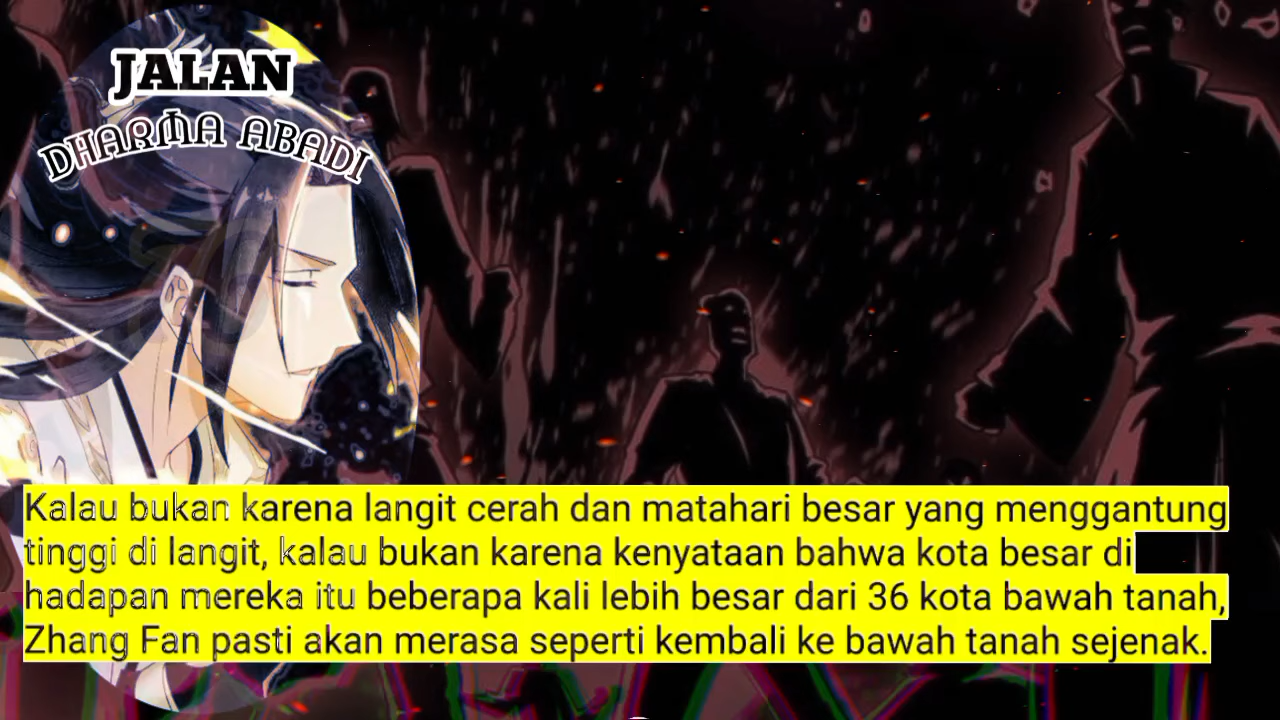 JALAN
DHARMA ABADI
Kalau bukan karena langit cerah dan matahari besar yang menggantung
tinggi di langit, kalau bukan karena kenyataan bahwa kota besar di
hadapan mereka itu beberapa kali lebih besar dari 36 kota bawah tanah,
Zhang Fan pasti akan merasa seperti kembali ke bawah tanah sejenak.